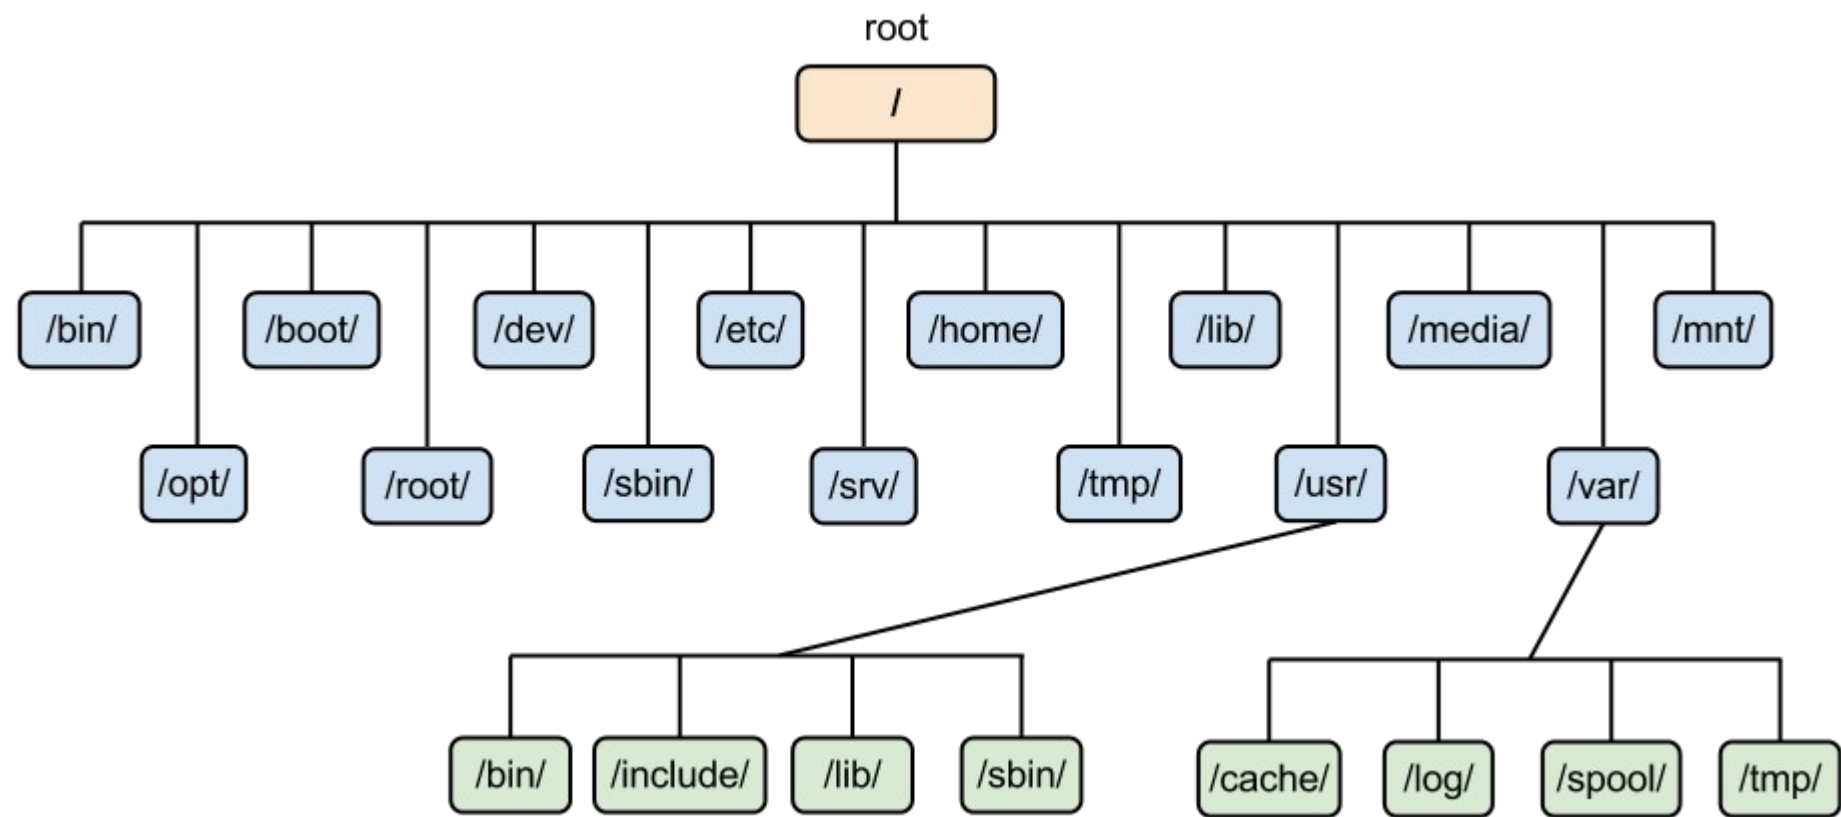 root
/
/bin/
/boot/
/dev/
/etc/
/home/
/lib/
/media/
/mnt/
/opt/
/root/
/sbin/
/srv/
/tmp/
/usr/
/var/
/bin/
/include/
/lib/
/sbin/
/cache/
/log/
/spool/
/tmp/